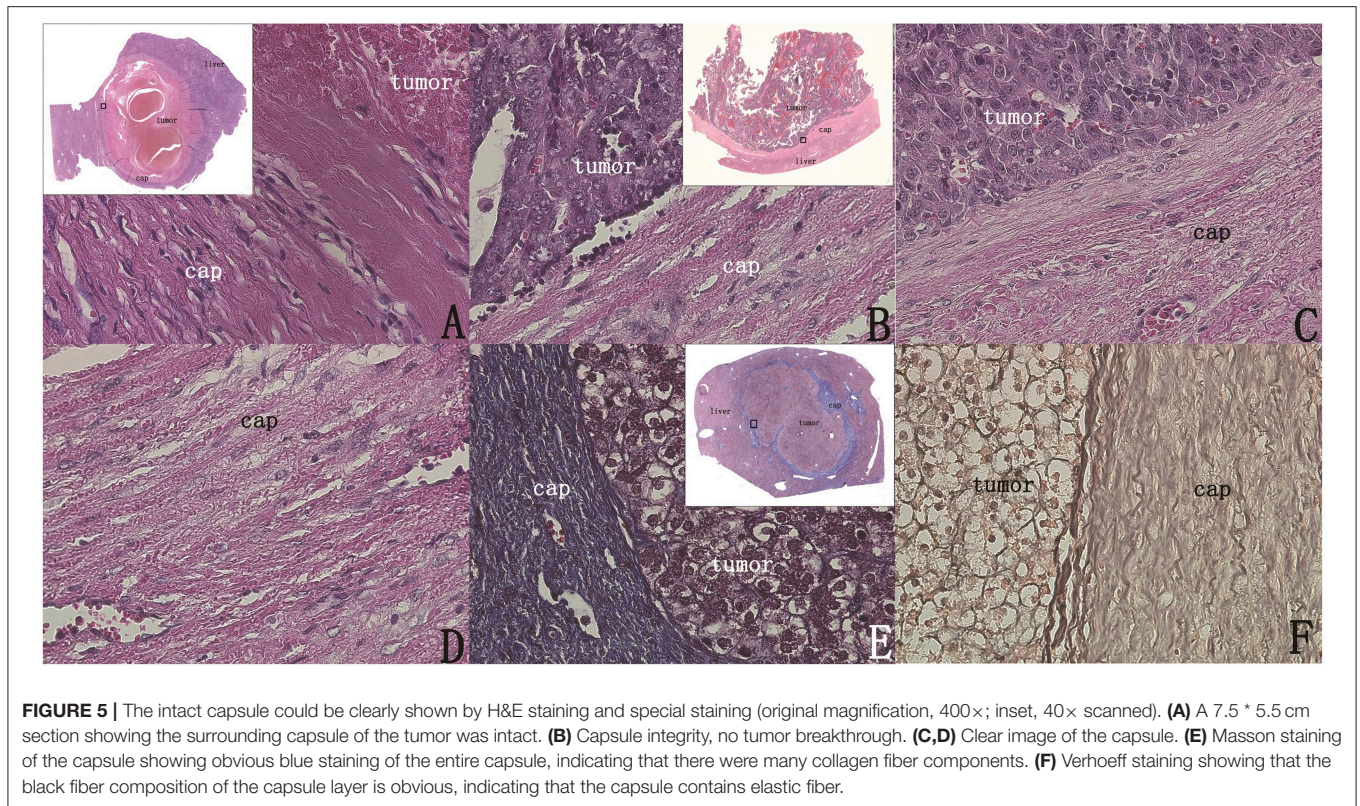 liver
tumor
cap
tumor
cap
A
tumor
tumor
cap
liver
cap
B
tumor
cap
C
cap
D
liver
cap
tumor
cap
tumor
E
tumor
cap
F
FIGURE 5 | The intact capsule could be clearly shown by H&E staining and special staining (original magnification, 400×; inset, 40× scanned). (A) A 7.5 * 5.5 cm
section showing the surrounding capsule of the tumor was intact. (B) Capsule integrity, no tumor breakthrough. (C,D) Clear image of the capsule. (E) Masson staining
of the capsule showing obvious blue staining of the entire capsule, indicating that there were many collagen fiber components. (F) Verhoeff staining showing that the
black fiber composition of the capsule layer is obvious, indicating that the capsule contains elastic fiber.